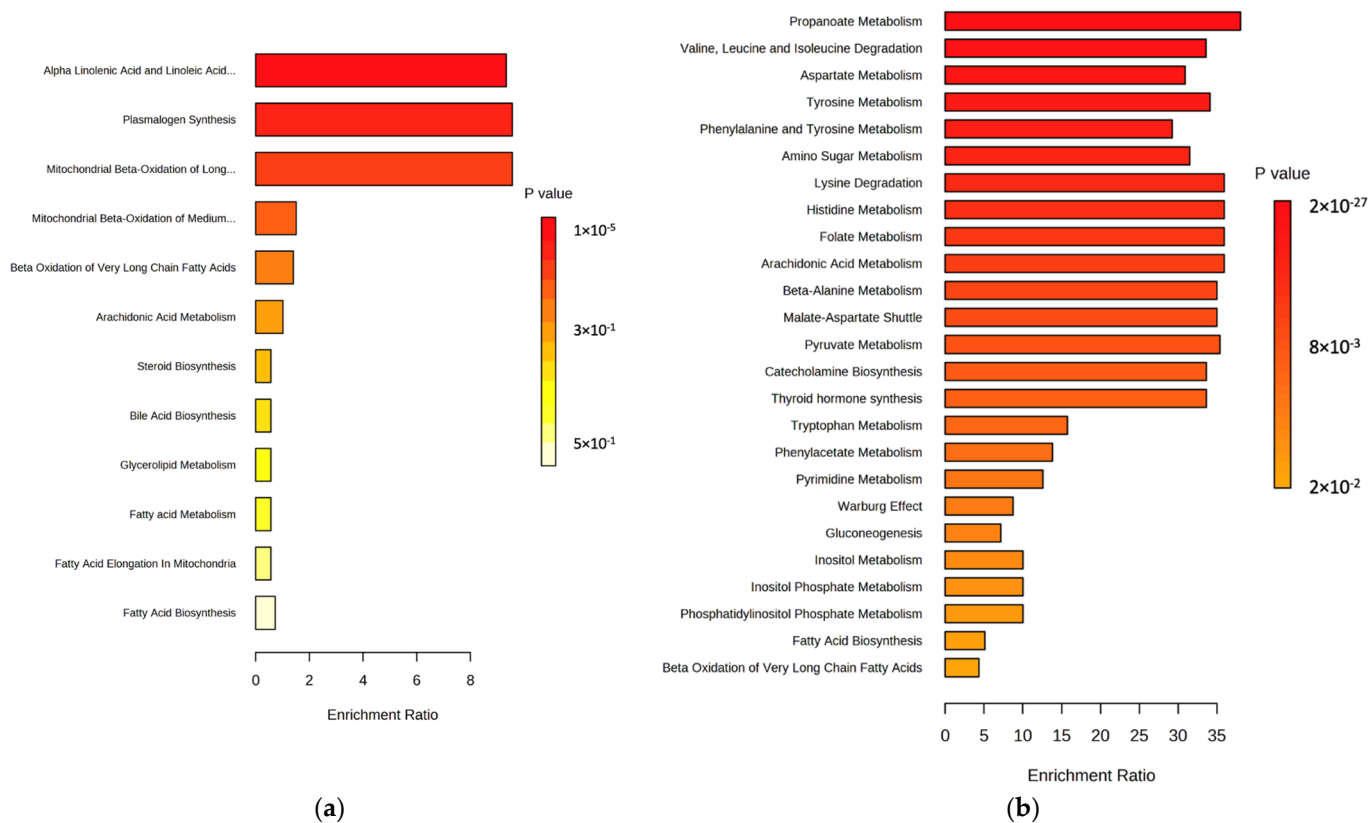 Alpha Linolenic Acid and Linoleic Acid...
Plasmalogen Synthesis
Mitochondrial Beta-Oxidation of Long...
Mitochondrial Beta-Oxidation of Medium...
Beta Oxidation of Very Long Chain Fatty Acids
Arachidonic Acid Metabolism
Steroid Biosynthesis
Bile Acid Biosynthesis
Glycerolipid Metabolism
Fatty acid Metabolism
Fatty Acid Elongation In Mitochondria
Fatty Acid Biosynthesis
0 2 4 6 8
Enrichment Ratio
P value
1×10-5
3×10-1
5×10-1
(a)
Propanoate Metabolism
Valine, Leucine and Isoleucine Degradation
Aspartate Metabolism
Tyrosine Metabolism
Phenylalanine and Tyrosine Metabolism
Amino Sugar Metabolism
Lysine Degradation
Histidine Metabolism
Folate Metabolism
Arachidonic Acid Metabolism
Beta-Alanine Metabolism
Malate-Aspartate Shuttle
Pyruvate Metabolism
Catecholamine Biosynthesis
Thyroid hormone synthesis
Tryptophan Metabolism
Phenylacetate Metabolism
Pyrimidine Metabolism
Warburg Effect
Gluconeogenesis
Inositol Metabolism
Inositol Phosphate Metabolism
Phosphatidylinositol Phosphate Metabolism
Fatty Acid Biosynthesis
Beta Oxidation of Very Long Chain Fatty Acids
0 5 10 15 20 25 30 35
Enrichment Ratio
P value
2×10-27
8×10-3
2×10-2
(b)